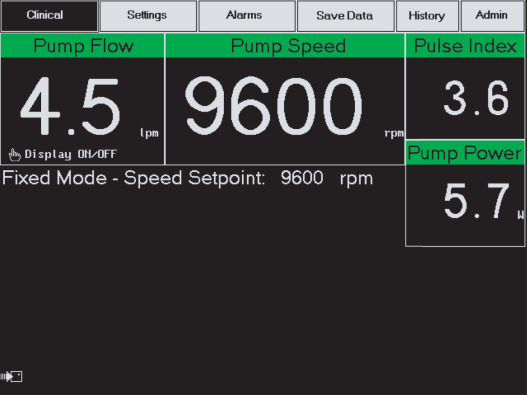 Clinical Settings Alarms Save Data History Admin
Pump Flow Pump Speed Pulse Index
4.5 lpm 9600 rpm 3.6
Display ON/OFF
Pump Power
Fixed Mode - Speed Setpoint: 9600 rpm
5.7 W